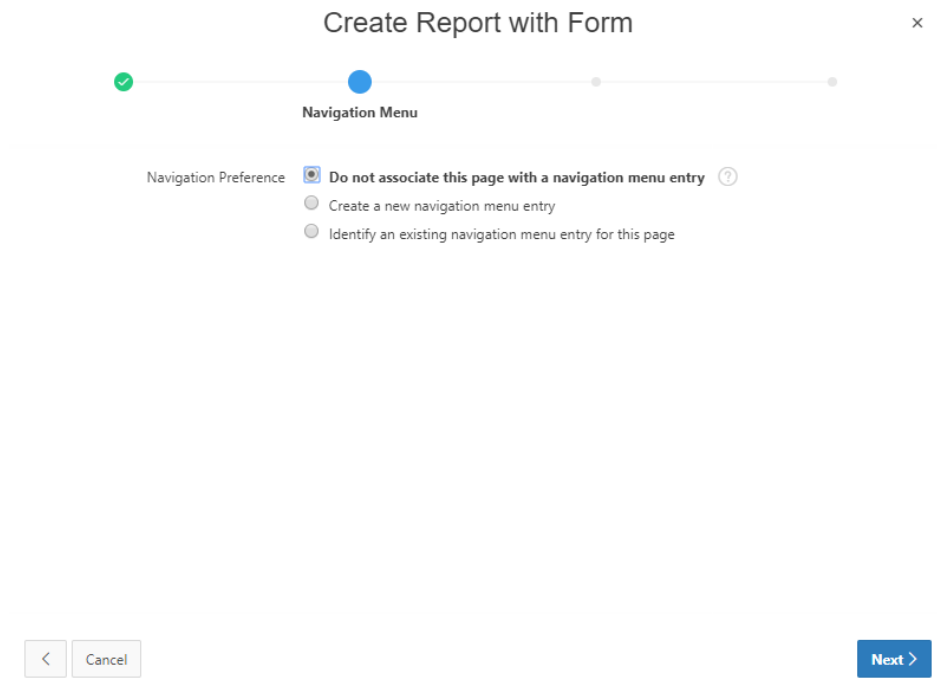 Create Report with Form
Navigation Menu
Navigation Preference Do not associate this page with a navigation menu entry ?
Create a new navigation menu entry
Identify an existing navigation menu entry for this page
Cancel Next